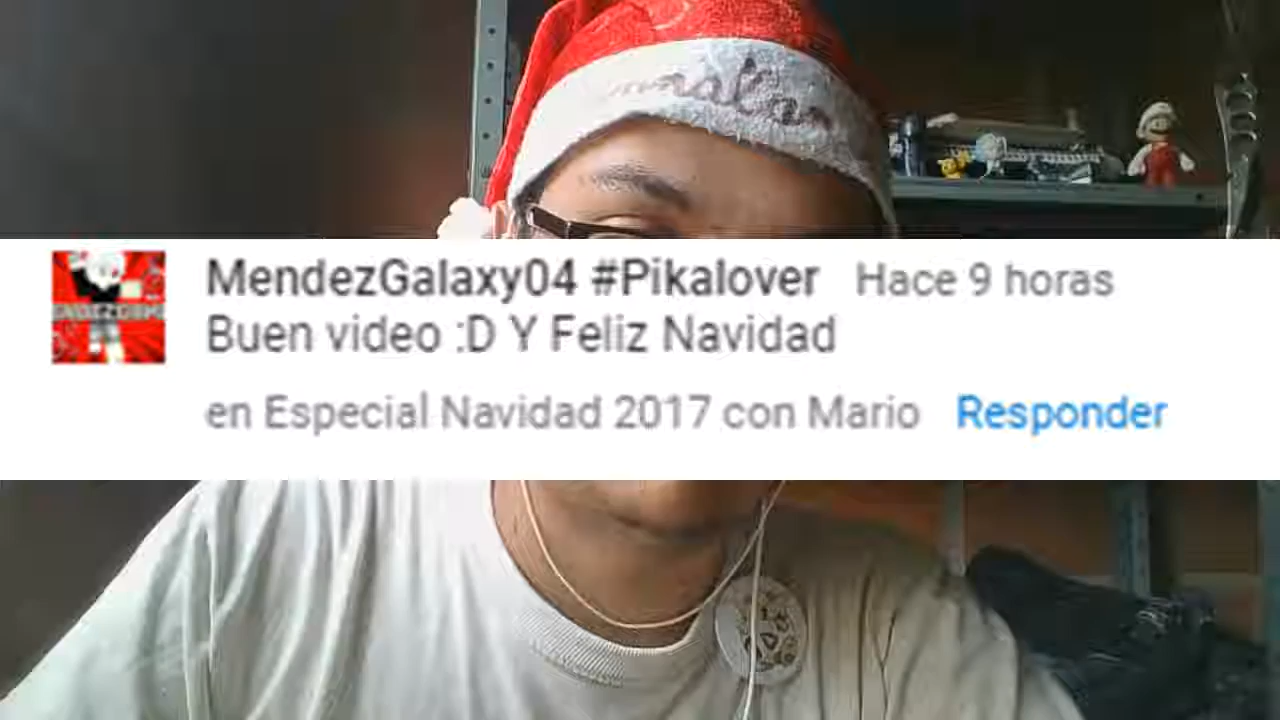 MendezGalaxy04 #Pikalover Hace 9 horas
Buen video :D Y Feliz Navidad
en Especial Navidad 2017 con Mario Responder